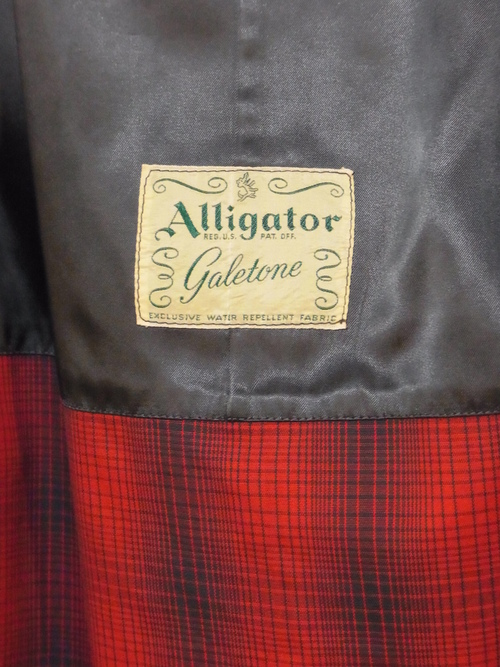 Alligator
REG. U.S. PAT. OFF.
Galetone
EXCLUSIVE WATER REPELLENT FABRIC